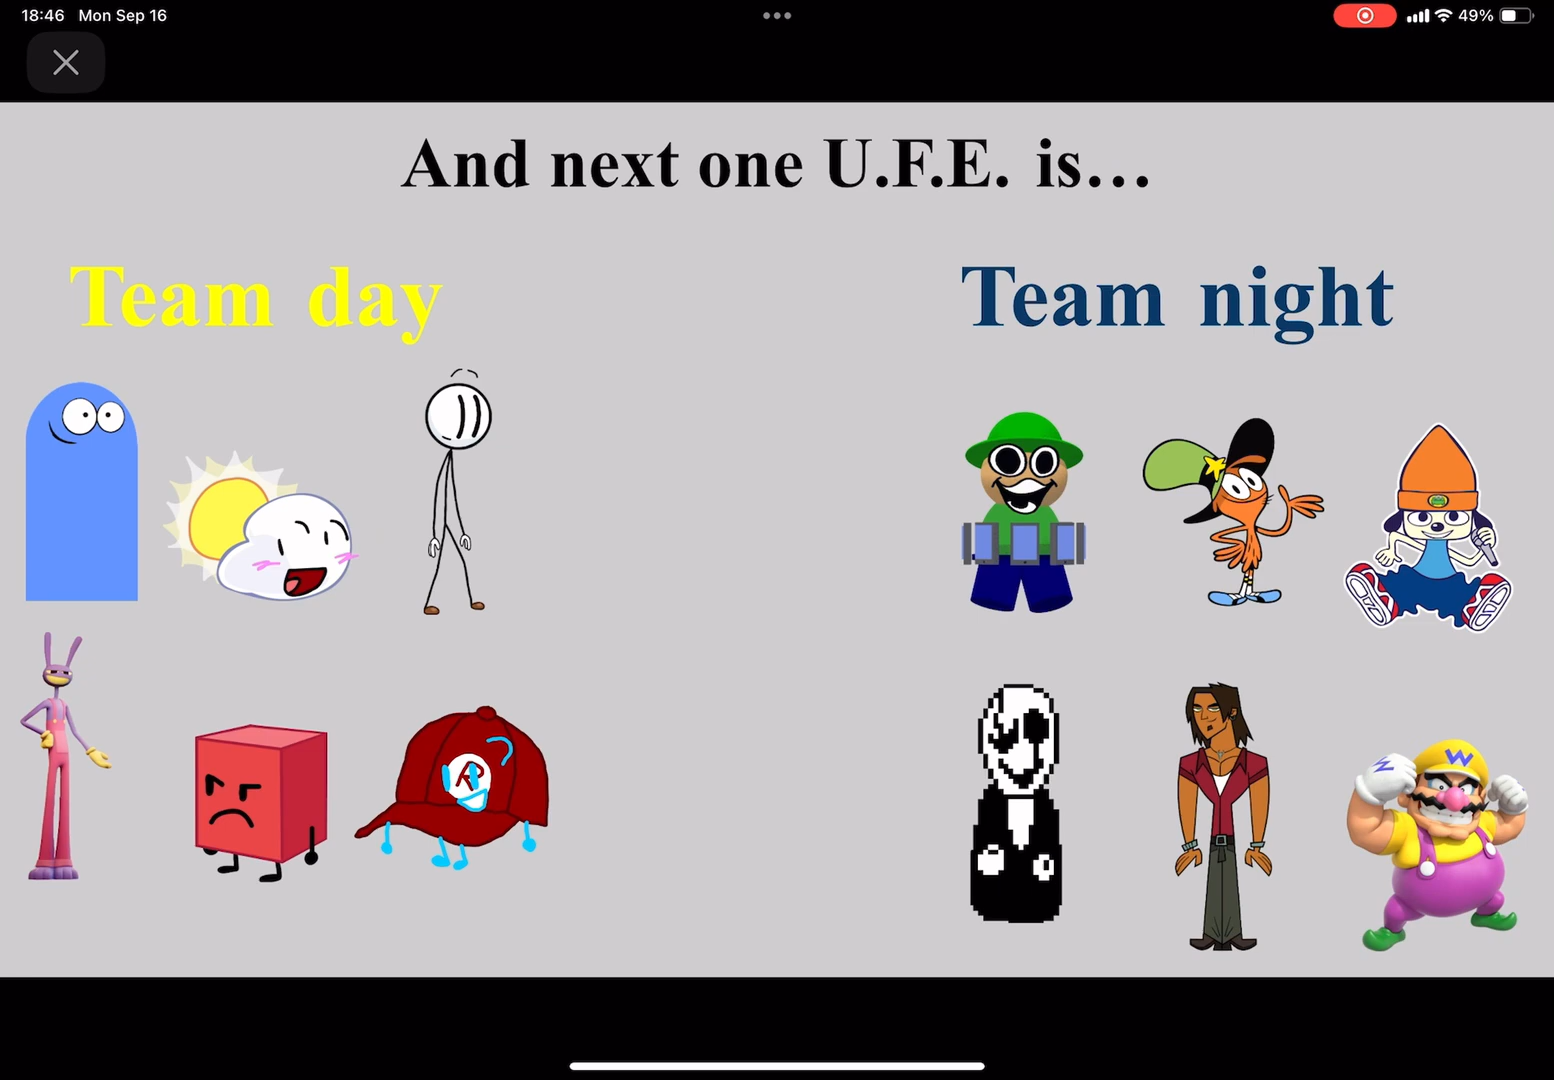 18:46 Mon Sep 16
49%
And next one U.F.E. is...
Team day
Team night
R
W
W